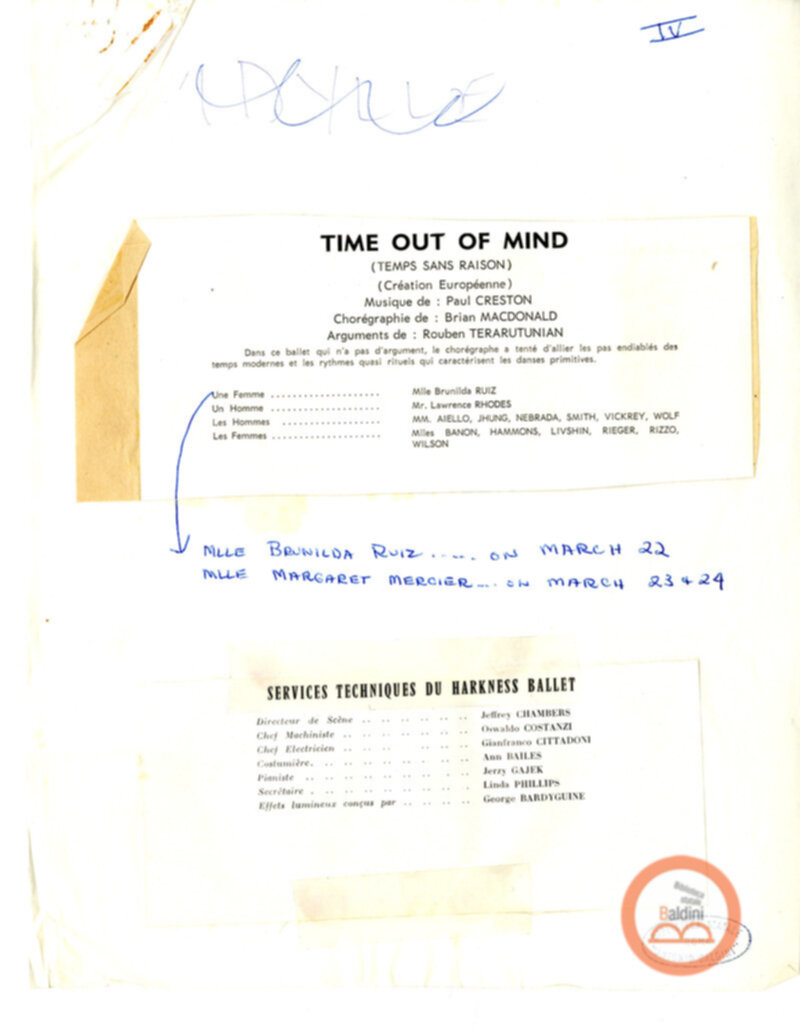 IV
TIME OUT OF MIND
(TEMPS SANS RAISON)
(Création Européenne)
Musique de : Paul CRESTON
Chorégraphie de : Brian MACDONALD
Arguments de : Rouben TERARUTUNIAN
Dans ce ballet qui n'a pas d'argument, le chorégraphe a tenté d'allier les pas endiablés des
temps modernes et les rythmes quasi rituels qui caractérisent les danses primitives.
Une Femme .................... Mlle Brunilda RUIZ
Un Homme .................... Mr. Lawrence RHODES
Les Hommes .................. MM. AIELLO, JHUNG, NEBRADA, SMITH, VICKREY, WOLF
Les Femmes .................... Mlles BANON, HAMMONS, LIVSHIN, RIEGER, RIZZO,
WILSON
MLLE BRUNILDA RUIZ...... ON MARCH 22
MLLE MARGARET MERCIER... ON MARCH 23 & 24
SERVICES TECHNIQUES DU HARKNESS BALLET
Directeur de Scène .. .. .. .. .. .. Jeffrey CHAMBERS
Chef Machiniste .. .. .. .. .. .. .. Oswaldo COSTANZI
Chef Electricien .. .. .. .. .. .. Gianfranco CITTADONI
Costumière. .. .. .. .. .. .. .. Ann BAILES
Pianiste .. .. .. .. .. .. .. .. Jerzy GAJEK
Secrétaire . .. .. .. .. .. .. .. Linda PHILLIPS
Effets lumineux conçus par .. .. .. .. George BARDYGUINE
Biblioteca
statale
Baldini